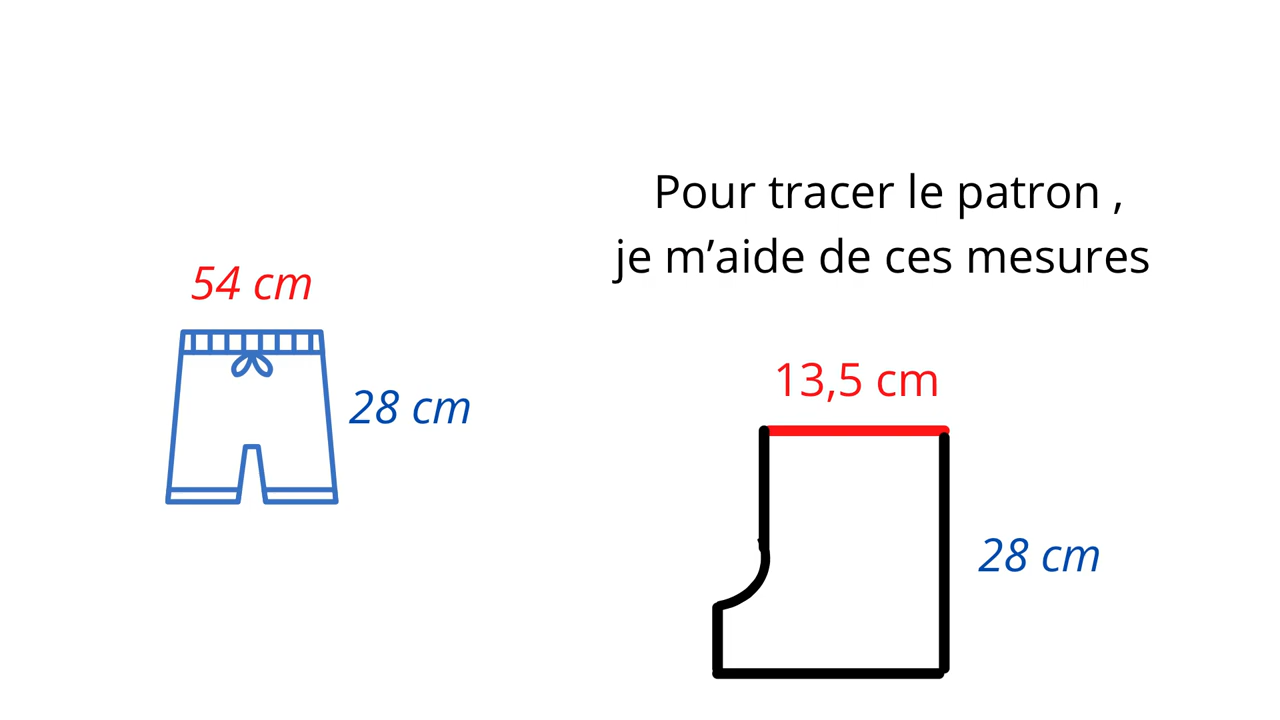 Pour tracer le patron ,
je m’aide de ces mesures
54 cm
28 cm
13,5 cm
28 cm